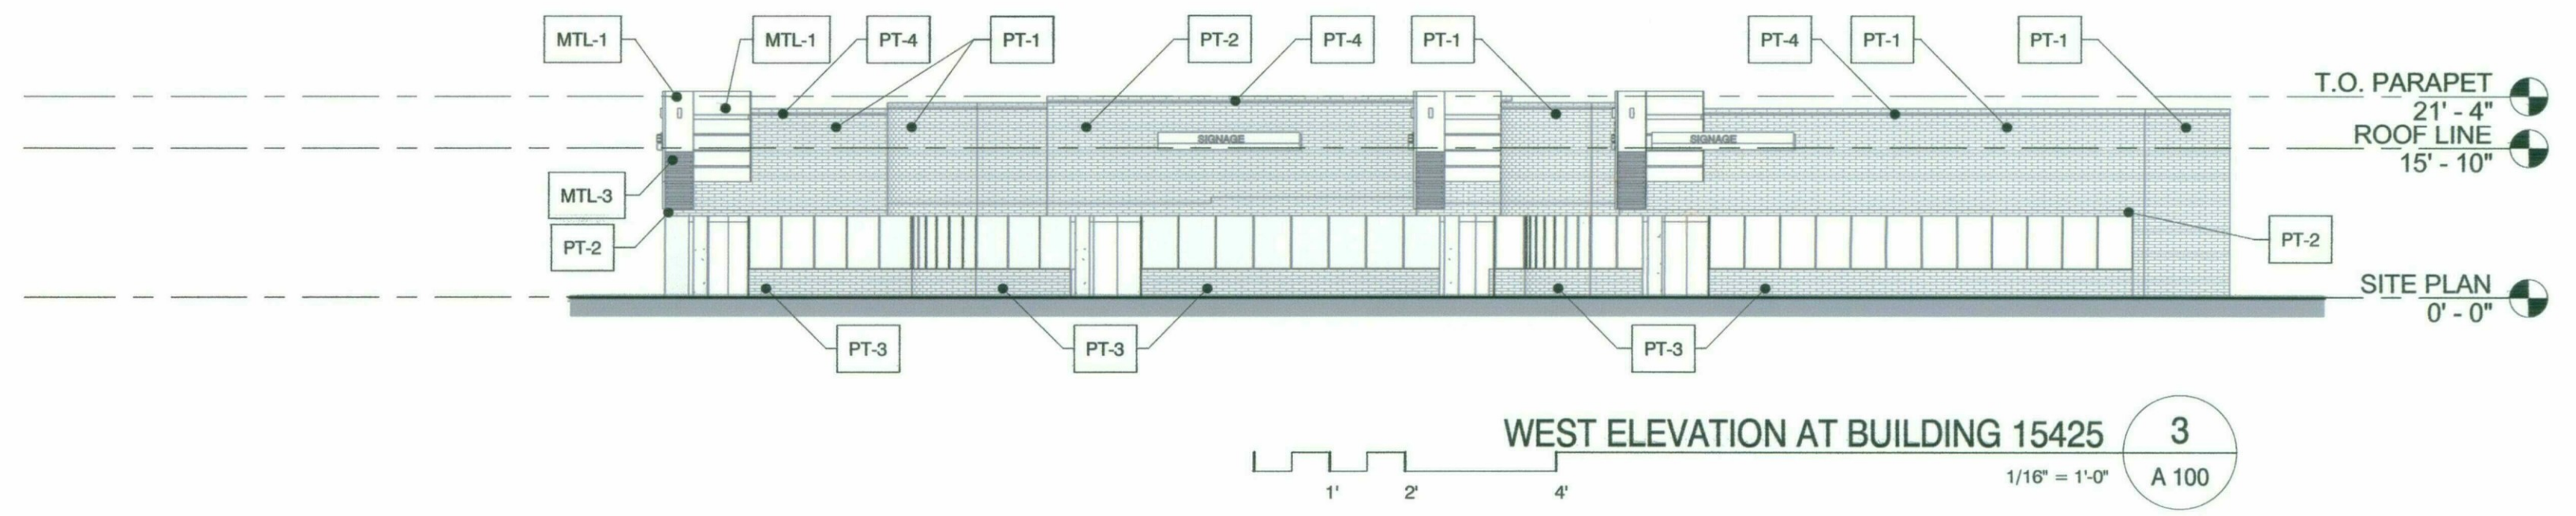 MTL-1
MTL-1
PT-4
PT-1
PT-2
PT-4
PT-1
PT-4
PT-1
PT-1
T.O. PARAPET
21' - 4"
ROOF LINE
15' - 10"
SIGNAGE
SIGNAGE
MTL-3
PT-2
PT-2
SITE PLAN
0' - 0"
PT-3
PT-3
PT-3
WEST ELEVATION AT BUILDING 15425
3
1/16" = 1'-0"
A 100
1'
2'
4'